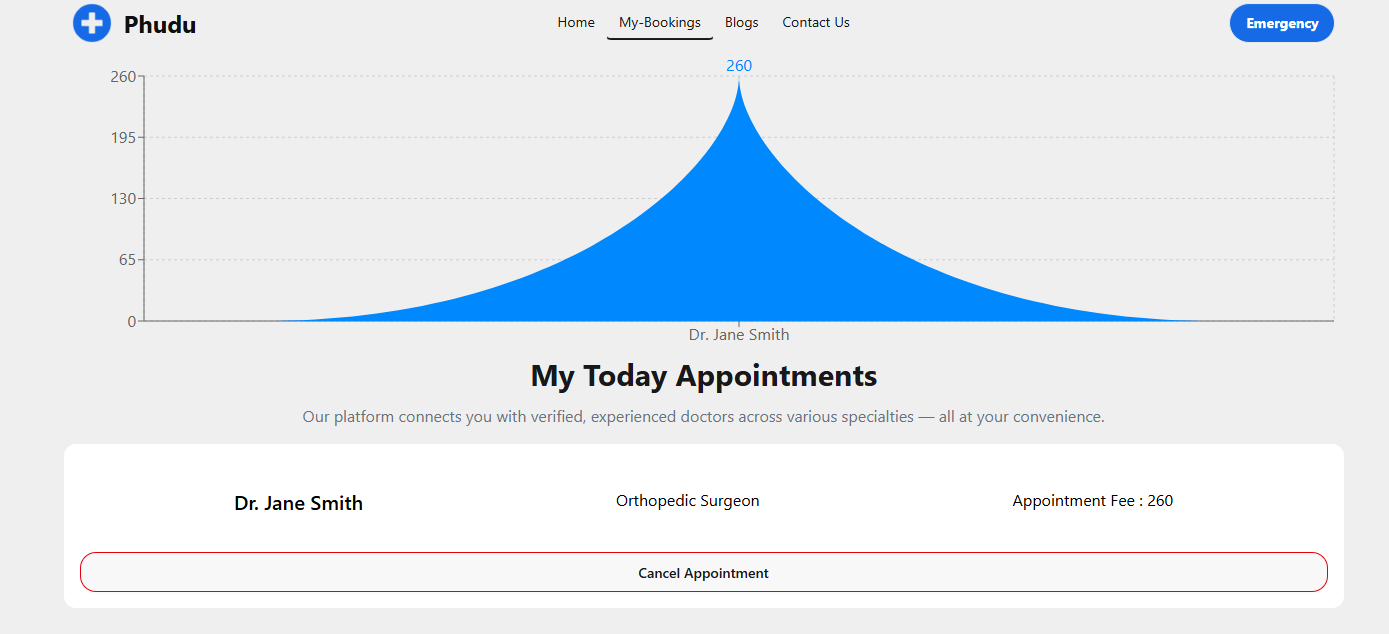 Phudu
Home My-Bookings Blogs Contact Us
Emergency
260
260
195
130
65
0
Dr. Jane Smith
My Today Appointments
Our platform connects you with verified, experienced doctors across various specialties — all at your convenience.
Dr. Jane Smith
Orthopedic Surgeon
Appointment Fee : 260
Cancel Appointment